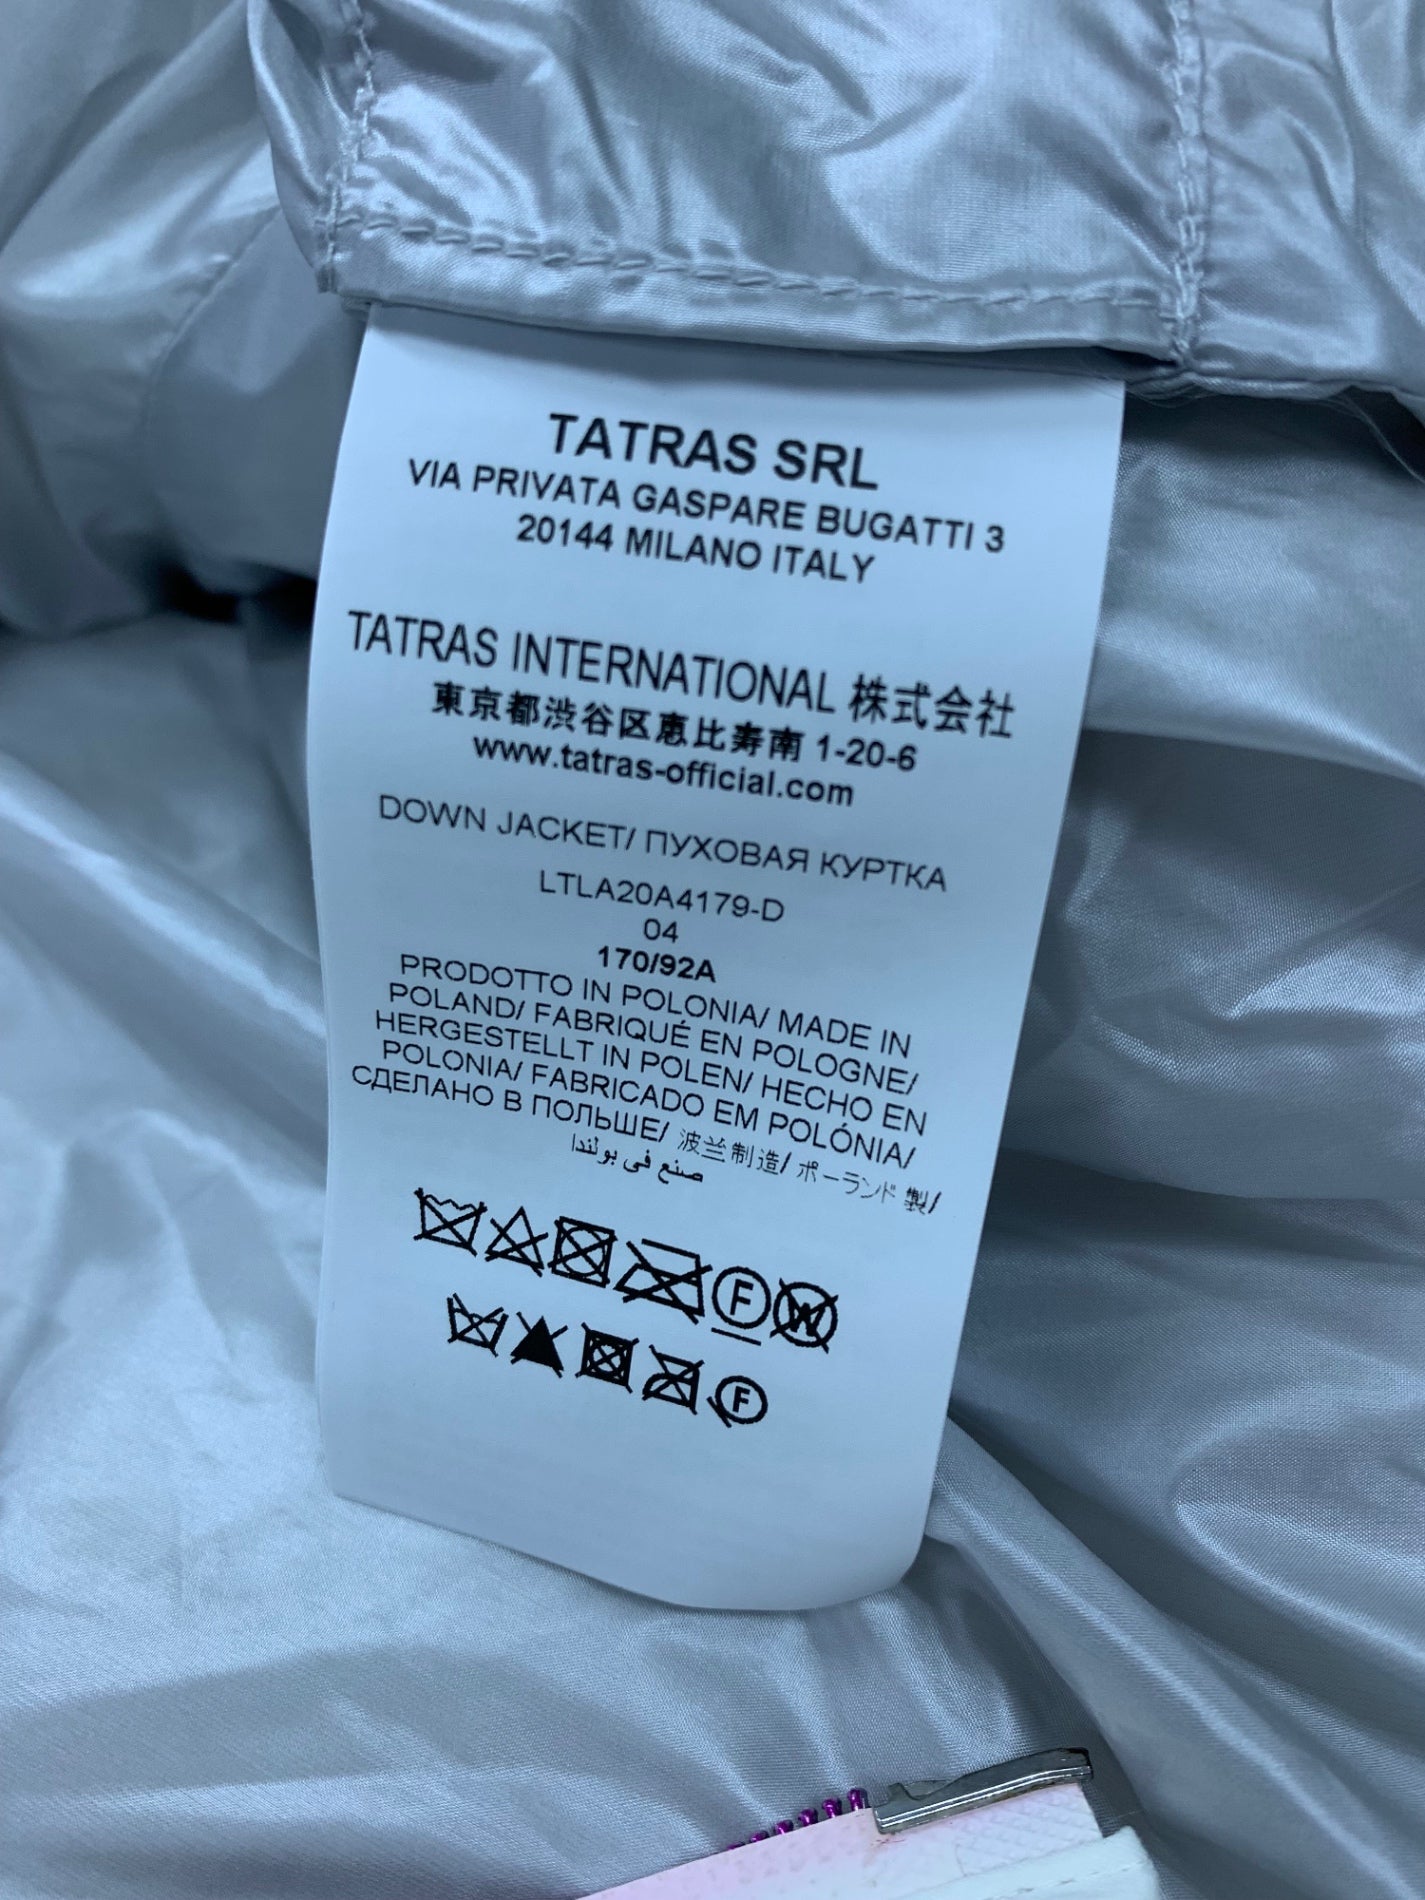 TATRAS SRL
VIA PRIVATA GASPARE BUGATTI 3
20144 MILANO ITALY
TATRAS INTERNATIONAL 株式会社
東京都渋谷区恵比寿南 1-20-6
www.tatras-official.com
DOWN JACKET/ ПУХОВАЯ КУРТКА
LTLA20A4179-D
04
170/92A
PRODOTTO IN POLONIA/ MADE IN
POLAND/ FABRIQUÉ EN POLOGNE/
HERGESTELLT IN POLEN/ HECHO EN
POLONIA/ FABRICADO EM POLÓNIA/
СДЕЛАНО В ПОЛЬШЕ/ 波兰制造/ ポーランド 製/
صنع في بولندا
F W
F